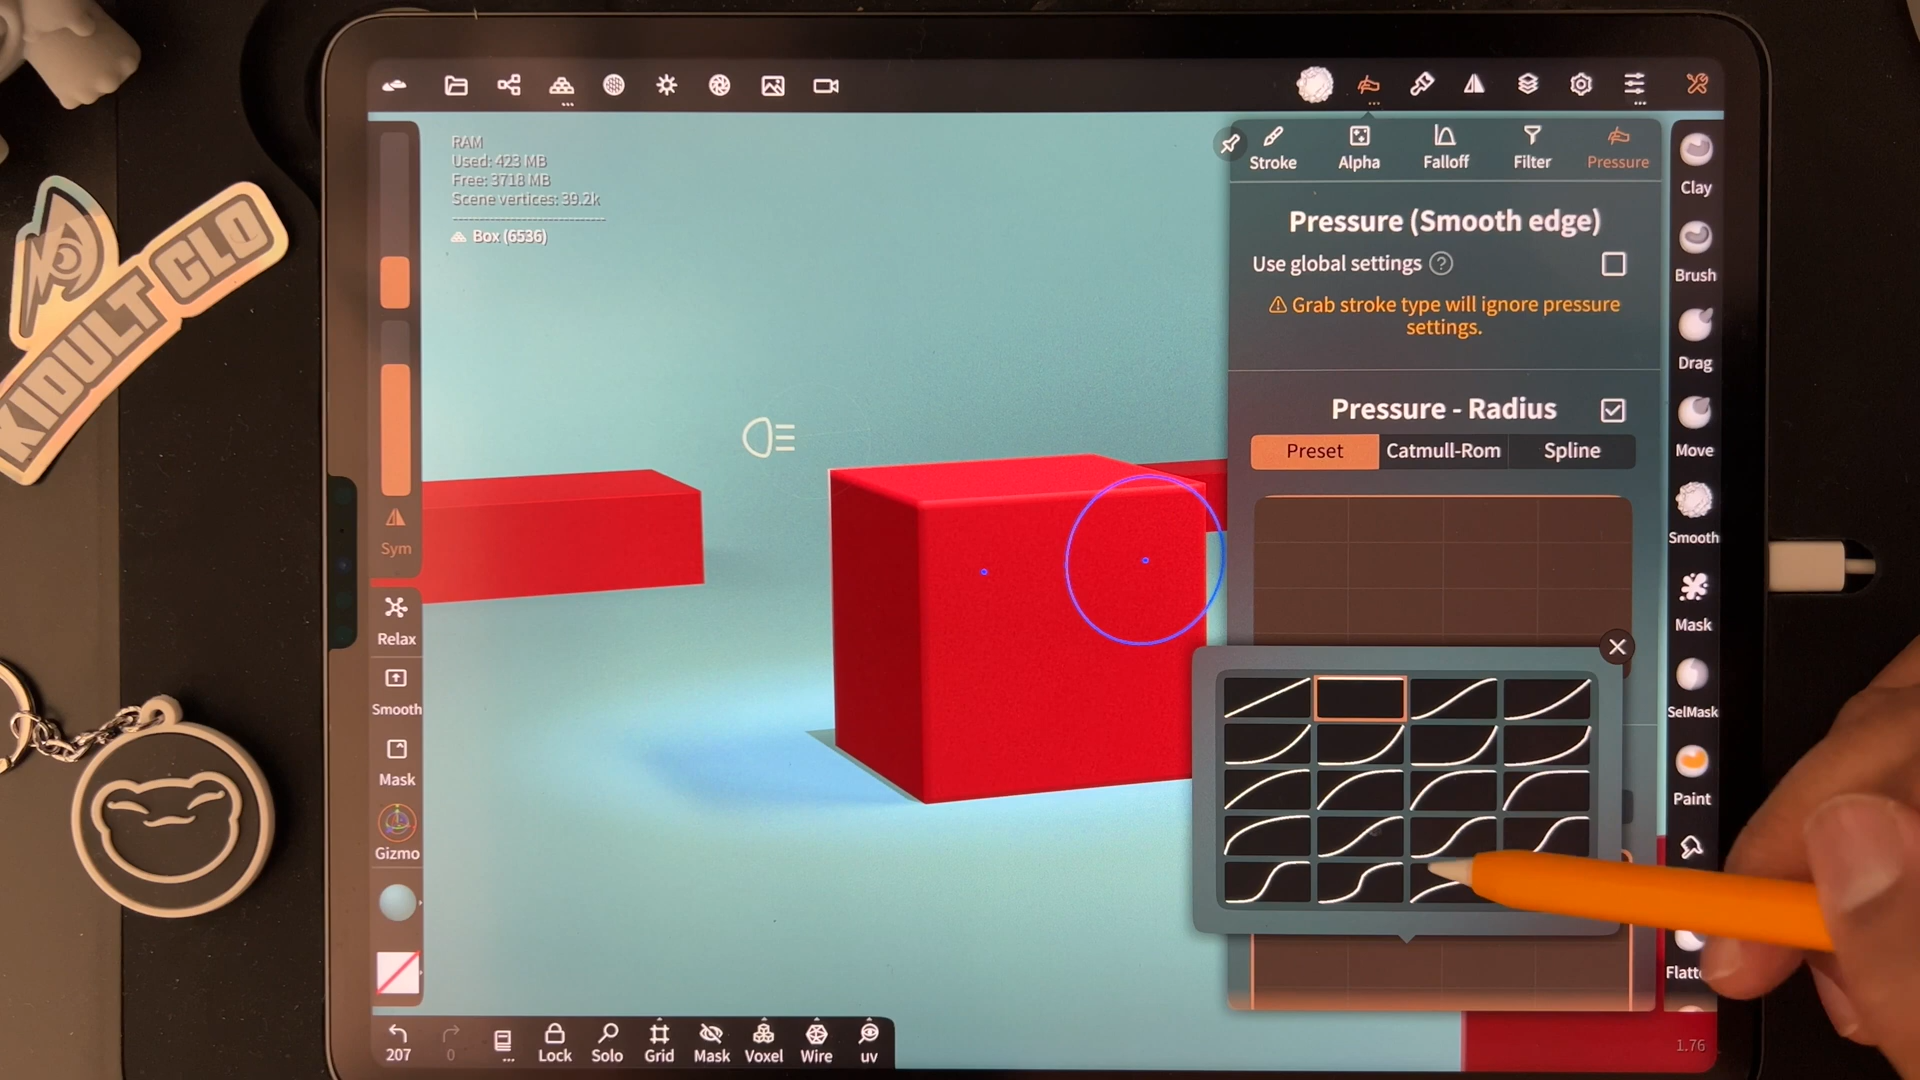 RAM
Used: 423 MB
Free: 3718 MB
Scene vertices: 39.2k
Box (6536)
Stroke
Alpha
Falloff
Filter
Pressure
Pressure (Smooth edge)
Use global settings ?
Grab stroke type will ignore pressure
settings.
Pressure - Radius
Preset
Catmull-Rom
Spline
Clay
Brush
Drag
Move
Smooth
Mask
SelMask
Paint
Flatte
Sym
Relax
Smooth
Mask
Gizmo
207
0
Lock
Solo
Grid
Mask
Voxel
Wire
uv
1.76
KIDULT CLO